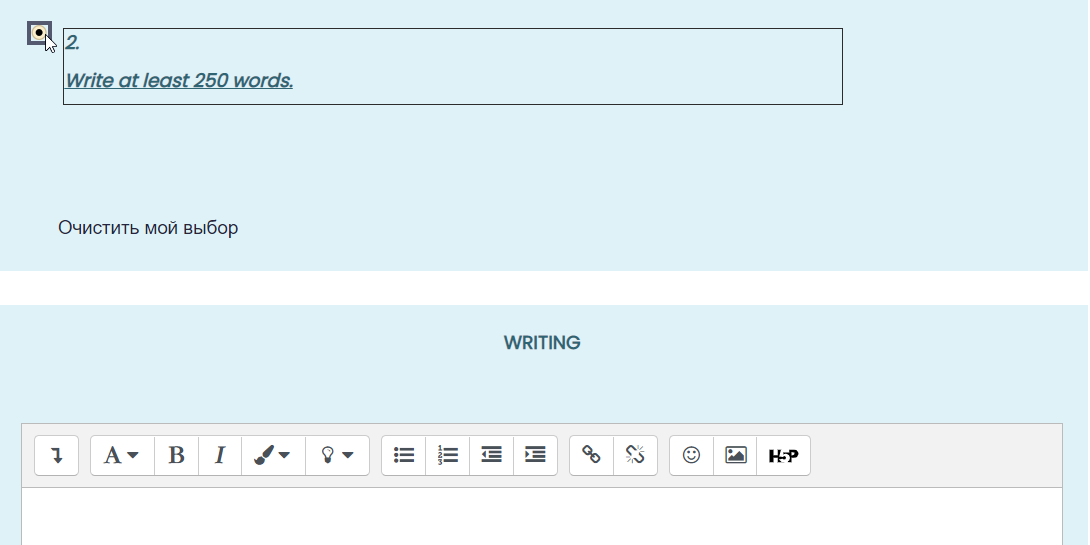 2.
Write at least 250 words.
Очистить мой выбор
WRITING
A B I H5P